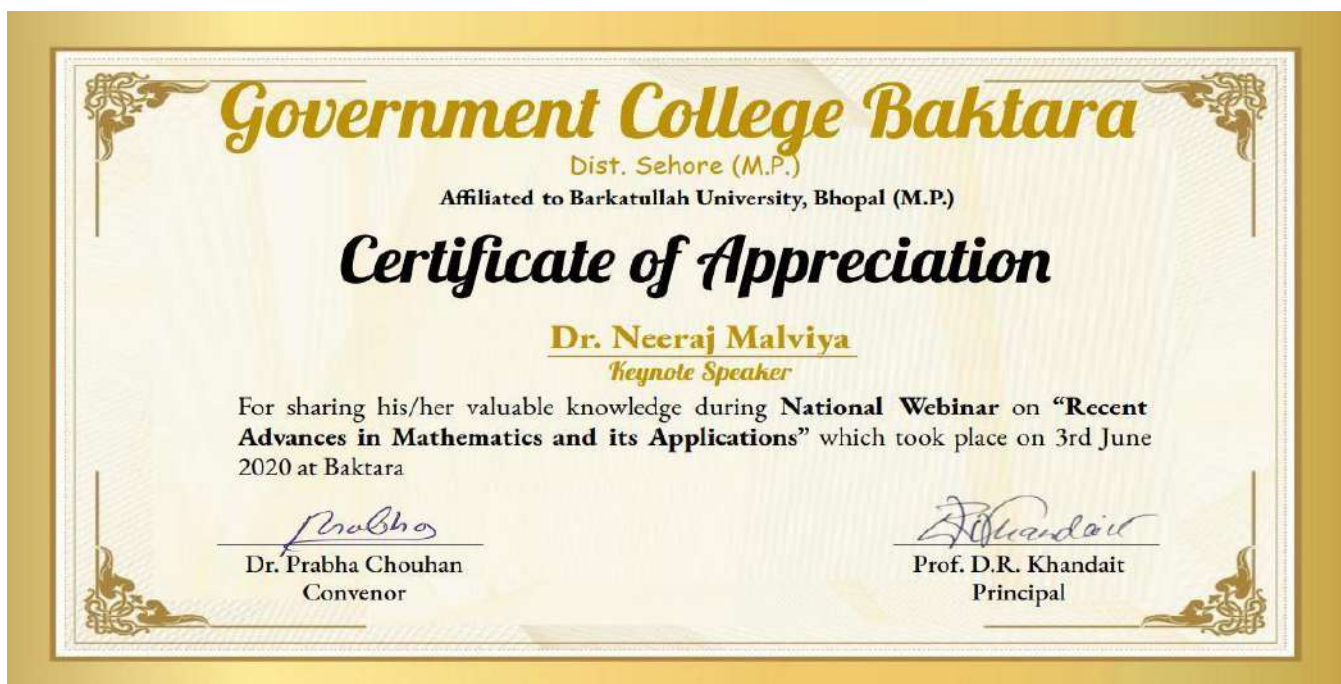 Government College Baktara
Dist. Sehore (M.P.)
Affiliated to Barkatullah University, Bhopal (M.P.)
Certificate of Appreciation
Dr. Neeraj Malviya
Keynote Speaker
For sharing his/her valuable knowledge during National Webinar on “Recent
Advances in Mathematics and its Applications” which took place on 3rd June
2020 at Baktara
Prabha
DRKhandait
Dr. Prabha Chouhan
Prof. D.R. Khandait
Convenor
Principal